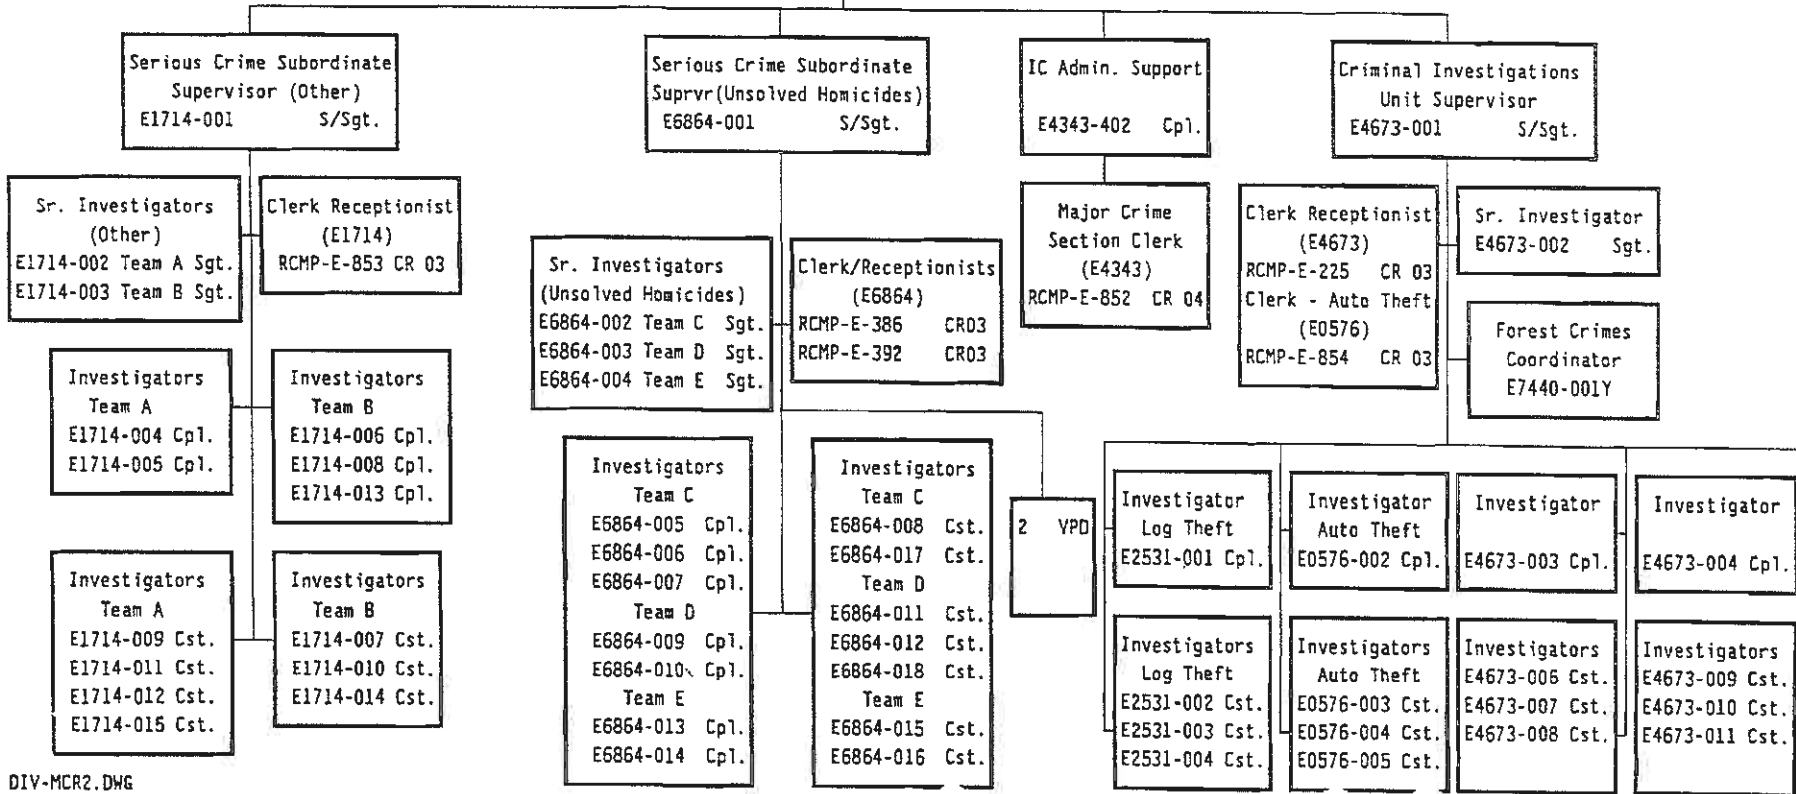 Serious Crime Subordinate
Supervisor (Other)
E1714-001 S/Sgt.
Serious Crime Subordinate
Suprvr(Unsolved Homicides)
E6864-001 S/Sgt.
IC Admin. Support
E4343-402 Cpl.
Criminal Investigations
Unit Supervisor
E4673-001 S/Sgt.
Sr. Investigators
(Other)
E1714-002 Team A Sgt.
E1714-003 Team B Sgt.
Clerk Receptionist
(E1714)
RCMP-E-853 CR 03
Sr. Investigators
(Unsolved Homicides)
E6864-002 Team C Sgt.
E6864-003 Team D Sgt.
E6864-004 Team E Sgt.
Clerk/Receptionists
(E6864)
RCMP-E-386 CR03
RCMP-E-392 CR03
Major Crime
Section Clerk
(E4343)
RCMP-E-852 CR 04
Clerk Receptionist
(E4673)
RCMP-E-225 CR 03
Clerk - Auto Theft
(E0576)
RCMP-E-854 CR 03
Sr. Investigator
E4673-002 Sgt.
Forest Crimes
Coordinator
E7440-001Y
Investigators
Team A
E1714-004 Cpl.
E1714-005 Cpl.
Investigators
Team B
E1714-006 Cpl.
E1714-008 Cpl.
E1714-013 Cpl.
Investigators
Team A
E1714-009 Cst.
E1714-011 Cst.
E1714-012 Cst.
E1714-015 Cst.
Investigators
Team B
E1714-007 Cst.
E1714-010 Cst.
E1714-014 Cst.
Investigators
Team C
E6864-005 Cpl.
E6864-006 Cpl.
E6864-007 Cpl.
Team D
E6864-009 Cpl.
E6864-010 Cpl.
Team E
E6864-013 Cpl.
E6864-014 Cpl.
Investigators
Team C
E6864-008 Cst.
E6864-017 Cst.
Team D
E6864-011 Cst.
E6864-012 Cst.
E6864-018 Cst.
Team E
E6864-015 Cst.
E6864-016 Cst.
2 VPD
Investigator
Log Theft
E2531-001 Cpl.
Investigator
Auto Theft
E0576-002 Cpl.
Investigator
E4673-003 Cpl.
Investigator
E4673-004 Cpl.
Investigators
Log Theft
E2531-002 Cst.
E2531-003 Cst.
E2531-004 Cst.
Investigators
Auto Theft
E0576-003 Cst.
E0576-004 Cst.
E0576-005 Cst.
Investigators
E4673-006 Cst.
E4673-007 Cst.
E4673-008 Cst.
Investigators
E4673-009 Cst.
E4673-010 Cst.
E4673-011 Cst.
DIV-MCR2.DWG